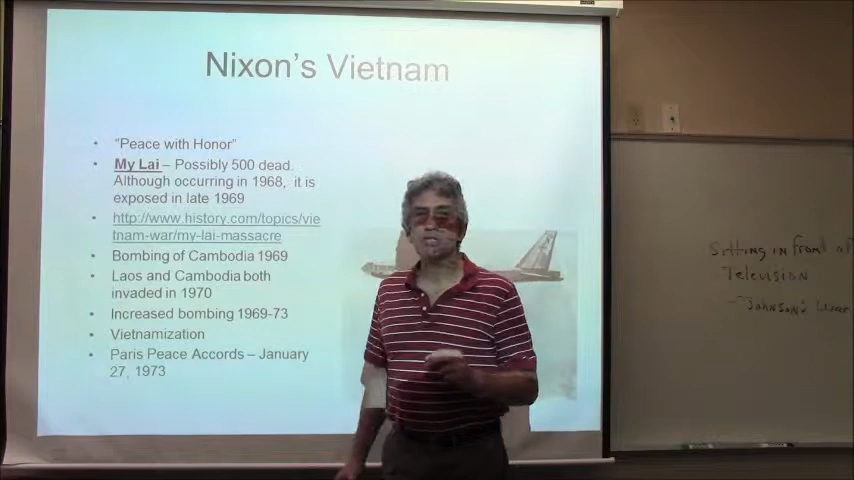 Nixon's Vietnam
• "Peace with Honor"
• My Lai – Possibly 500 dead.
Although occurring in 1968, it is
exposed in late 1969
• http://www.history.com/topics/vie
tnam-war/my-lai-massacre
• Bombing of Cambodia 1969
• Laos and Cambodia both
invaded in 1970
• Increased bombing 1969-73
• Vietnamization
• Paris Peace Accords – January
27, 1973
Sitting in front of
Television
- Johnson's